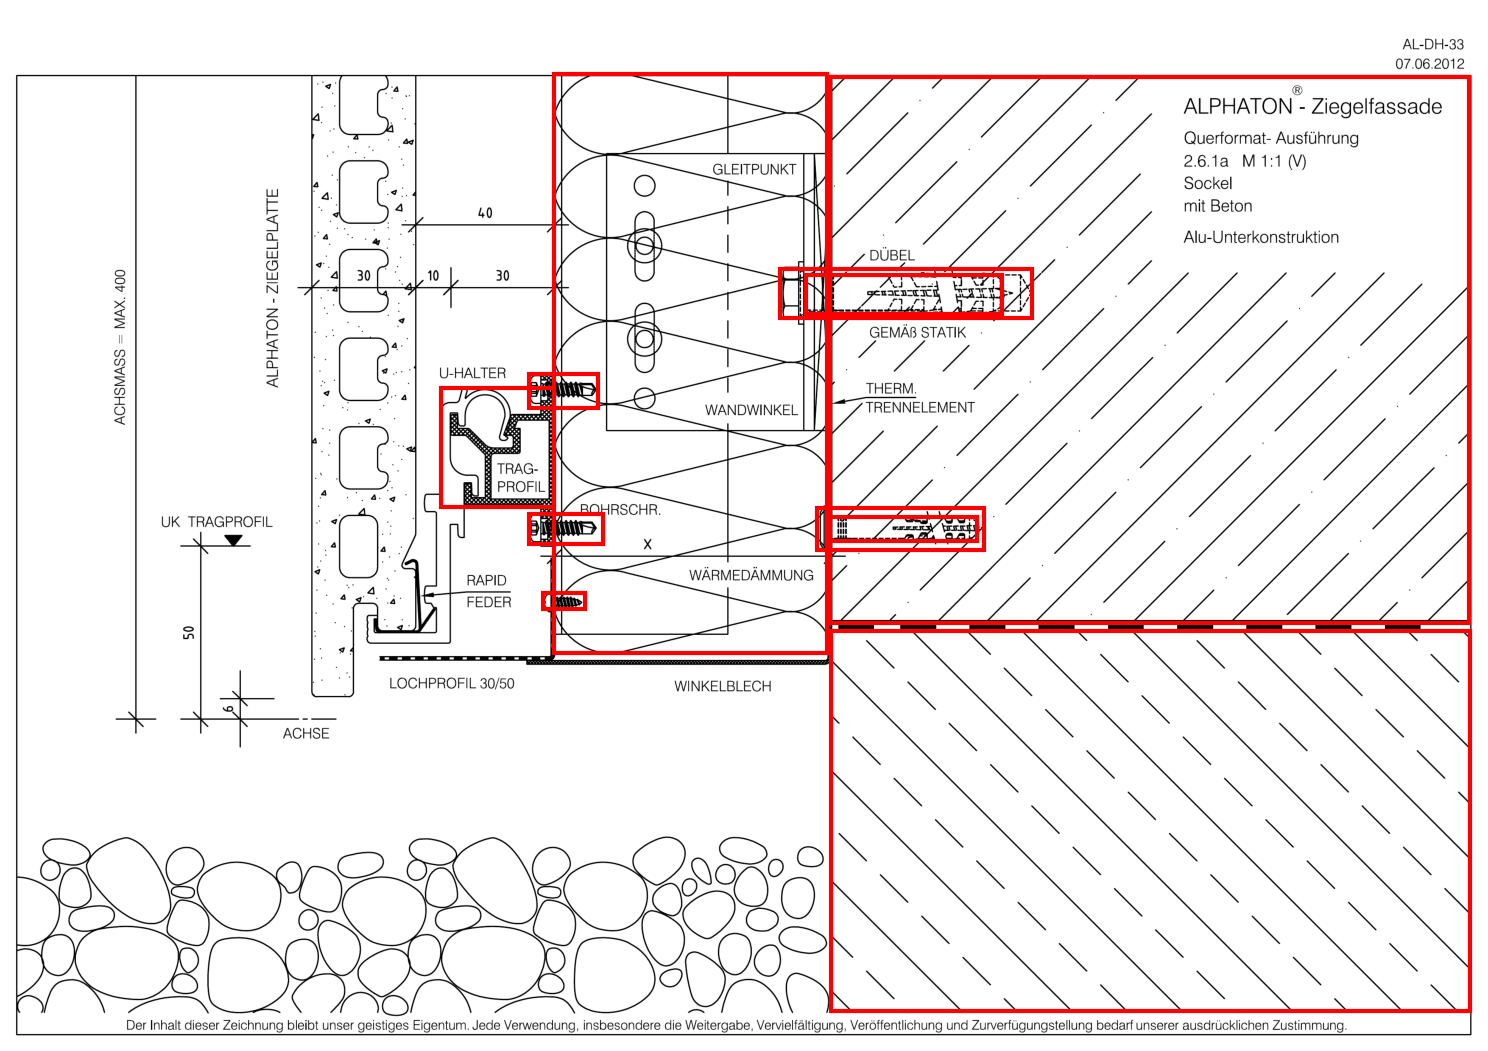 AL-DH-33
07.06.2012
®
ALPHATON - Ziegelfassade
Querformat- Ausführung
2.6.1a M 1:1 (V)
Sockel
mit Beton
Alu-Unterkonstruktion
GLEITPUNKT
40
DÜBEL
30
10
30
GEMÄß STATIK
ACHSMASS = MAX. 400
ALPHATON - ZIEGELPLATTE
U-HALTER
THERM.
TRENNELEMENT
WANDWINKEL
TRAG-
PROFIL
BOHRSCHR.
UK TRAGPROFIL
X
WÄRMEDÄMMUNG
RAPID
FEDER
50
LOCHPROFIL 30/50
WINKELBLECH
6
ACHSE
Der Inhalt dieser Zeichnung bleibt unser geistiges Eigentum. Jede Verwendung, insbesondere die Weitergabe, Vervielfältigung, Veröffentlichung und Zurverfügungstellung bedarf unserer ausdrücklichen Zustimmung.